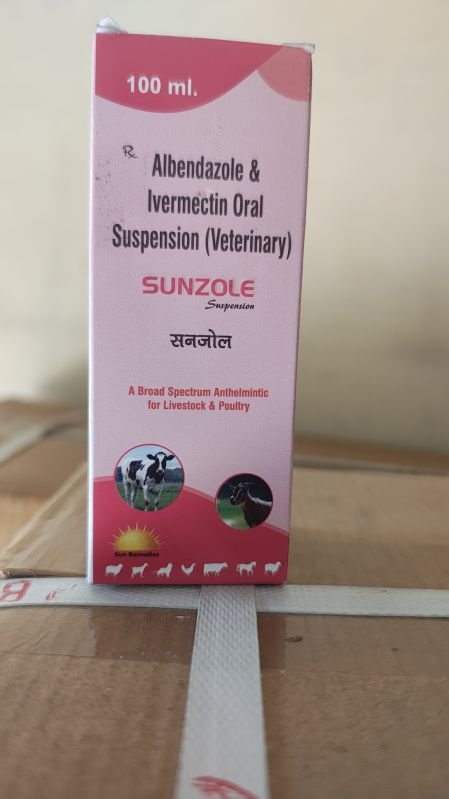 100 ml.
Rx
Albendazole &
Ivermectin Oral
Suspension (Veterinary)
SUNZOLE
Suspension
सनजोल
A Broad Spectrum Anthelmintic
for Livestock & Poultry
Sun Remedies